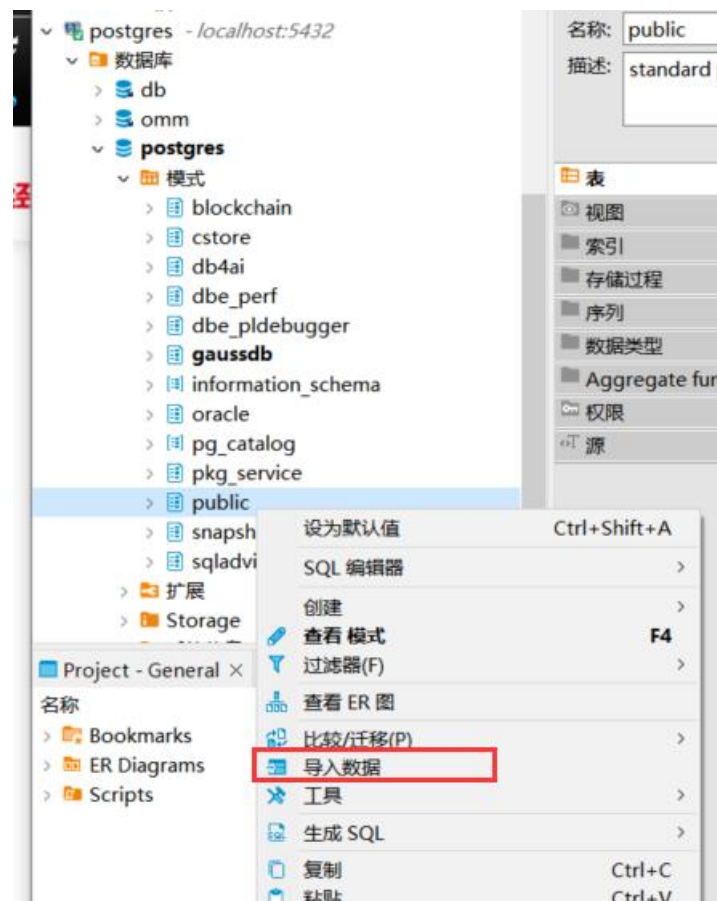 postgres - localhost:5432
数据库
db
omm
postgres
模式
blockchain
cstore
db4ai
dbe_perf
dbe_pldebugger
gaussdb
information_schema
oracle
pg_catalog
pkg_service
public
snapsh
sqladvi
扩展
Storage
Project - General ×
名称
Bookmarks
ER Diagrams
Scripts
名称: public
描述: standard
表
视图
索引
存储过程
序列
数据类型
Aggregate fur
权限
源
设为默认值 Ctrl+Shift+A
SQL 编辑器
创建
查看 模式 F4
过滤器(F)
查看 ER 图
比较/迁移(P)
导入数据
工具
生成 SQL
复制 Ctrl+C
粘贴 Ctrl+V